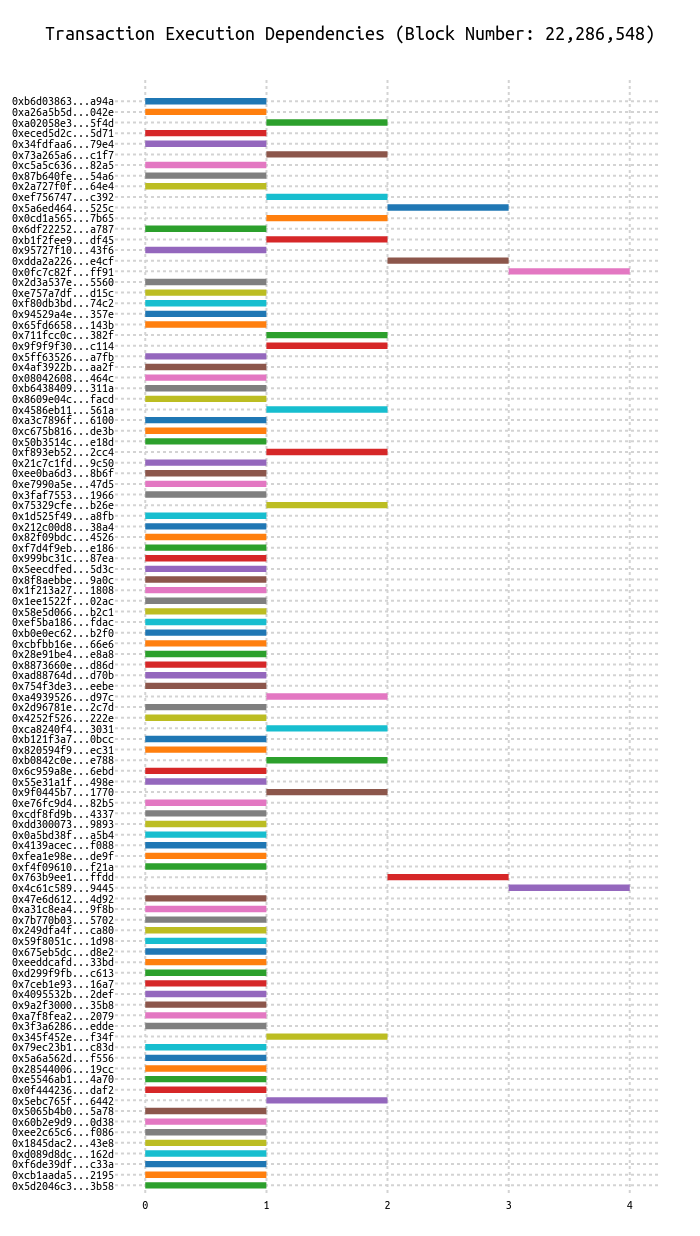 Transaction Execution Dependencies (Block Number: 22,286,548)
0xb6d03863...a94a
0xa26a5b5d...042e
0xa02058e3...5f4d
0xeced5d2c...5d71
0x34fdfaa6...79e4
0x73a265a6...c1f7
0xc5a5c636...82a5
0x87b640fe...54a6
0x2a727f0f...64e4
0xef756747...c392
0x5a6ed464...525c
0x0cd1a565...7b65
0x6df22252...a787
0xb1f2fee9...df45
0x95727f10...43f6
0xdda2a226...e4cf
0x0fc7c82f...ff91
0x2d3a537e...5560
0xe757a7df...d15c
0xf80db3bd...74c2
0x94529a4e...357e
0x65fd6658...143b
0x711fcc0c...382f
0x9f9f9f30...c114
0x5ff63526...a7fb
0x4af3922b...aa2f
0x08042608...464c
0xb6438409...311a
0x8609e04c...facd
0x4586eb11...561a
0xa3c7896f...6100
0xc675b816...de3b
0x50b3514c...e18d
0xf893eb52...2cc4
0x21c7c1fd...9c50
0xee0ba6d3...8b6f
0xe7990a5e...47d5
0x3faf7553...1966
0x75329cfe...b26e
0x1d525f49...a8fb
0x212c00d8...38a4
0x82f09bdc...4526
0xf7d4f9eb...e186
0x999bc31c...87ea
0x5eecdfed...5d3c
0x8f8aebbe...9a0c
0x1f213a27...1808
0x1ee1522f...02ac
0x58e5d066...b2c1
0xef5ba186...fdac
0xb0e0ec62...b2f0
0xcbfbb16e...66e6
0x28e91be4...e8a8
0x8873660e...d86d
0xad88764d...d70b
0x754f3de3...eebe
0xa4939526...d97c
0x2d96781e...2c7d
0x4252f526...222e
0xca8240f4...3031
0xb121f3a7...0bcc
0x820594f9...ec31
0xb0842c0e...e788
0x6c959a8e...6ebd
0x55e31a1f...498e
0x9f0445b7...1770
0xe76fc9d4...82b5
0xcdf8fd9b...4337
0xdd300073...9893
0x0a5bd38f...a5b4
0x4139acec...f088
0xfea1e98e...de9f
0xf4f09610...f21a
0x763b9ee1...ffdd
0x4c61c589...9445
0x47e6d612...4d92
0xa31c8ea4...9f8b
0x7b770b03...5702
0x249dfa4f...ca80
0x59f8051c...1d98
0x675eb5dc...d8e2
0xeeddcafd...33bd
0xd299f9fb...c613
0x7ceb1e93...16a7
0x4095532b...2def
0x9a2f3000...35b8
0xa7f8fea2...2079
0x3f3a6286...edde
0x345f452e...f34f
0x79ec23b1...c83d
0x5a6a562d...f556
0x28544006...19cc
0xe5546ab1...4a70
0x0f444236...daf2
0x5ebc765f...6442
0x5065b4b0...5a78
0x60b2e9d9...0d38
0xee2c65c6...f086
0x1845dac2...43e8
0xd089d8dc...162d
0xf6de39df...c33a
0xcb1aada5...2195
0x5d2046c3...3b58
0 1 2 3 4